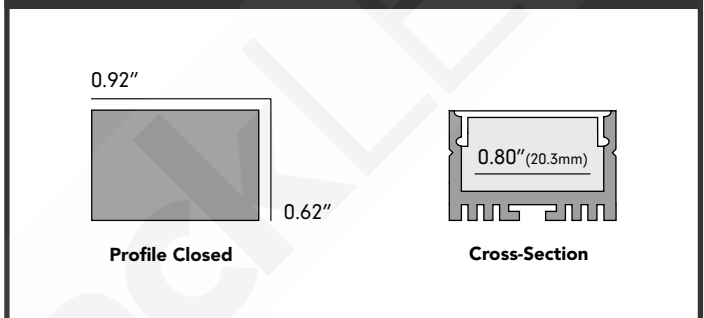 0.92"
0.62"
0.80"(20.3mm)
Profile Closed
Cross-Section